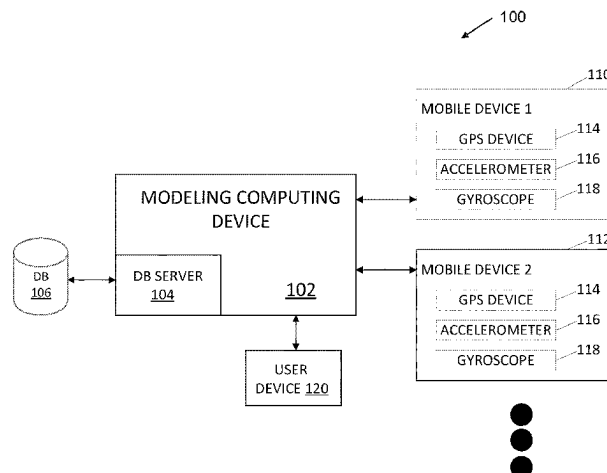 100
110
MOBILE DEVICE 1
GPS DEVICE
114
ACCELEROMETER
116
GYROSCOPE
118
MODELING COMPUTING
DEVICE
DB SERVER
104
102
DB
106
USER
DEVICE 120
112
MOBILE DEVICE 2
GPS DEVICE
114
ACCELEROMETER
116
GYROSCOPE
118